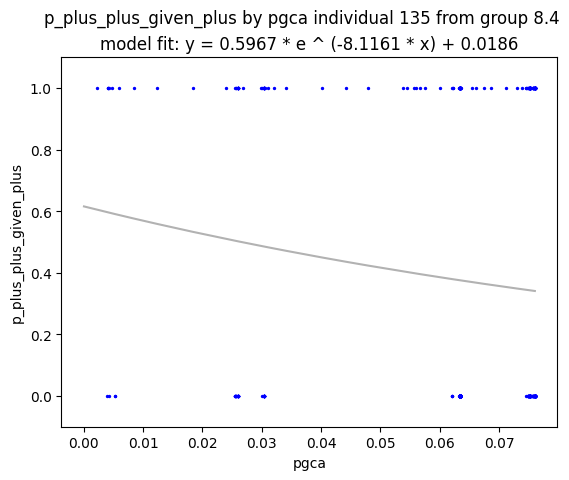 p_plus_plus_given_plus by pgca individual 135 from group 8.4
model fit: y = 0.5967 * e ^ (-8.1161 * x) + 0.0186
1.0
0.8
0.6
0.4
0.2
0.0
p_plus_plus_given_plus
0.00 0.01 0.02 0.03 0.04 0.05 0.06 0.07
pgca